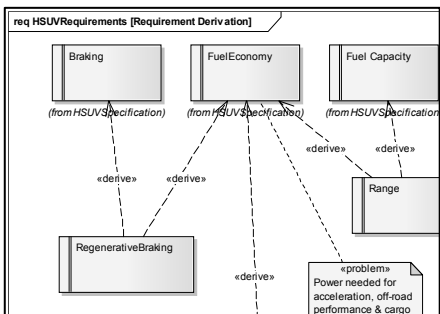 req HSUVRequirements [Requirement Derivation]
Braking
FuelEconomy
Fuel Capacity
(from HSUVSpecification)
(from HSUVSpecification)
(from HSUVSpecification)
«derive»
«derive»
«derive»
«derive»
Range
RegenerativeBraking
«derive»
«problem»
Power needed for
acceleration, off-road
performance & cargo